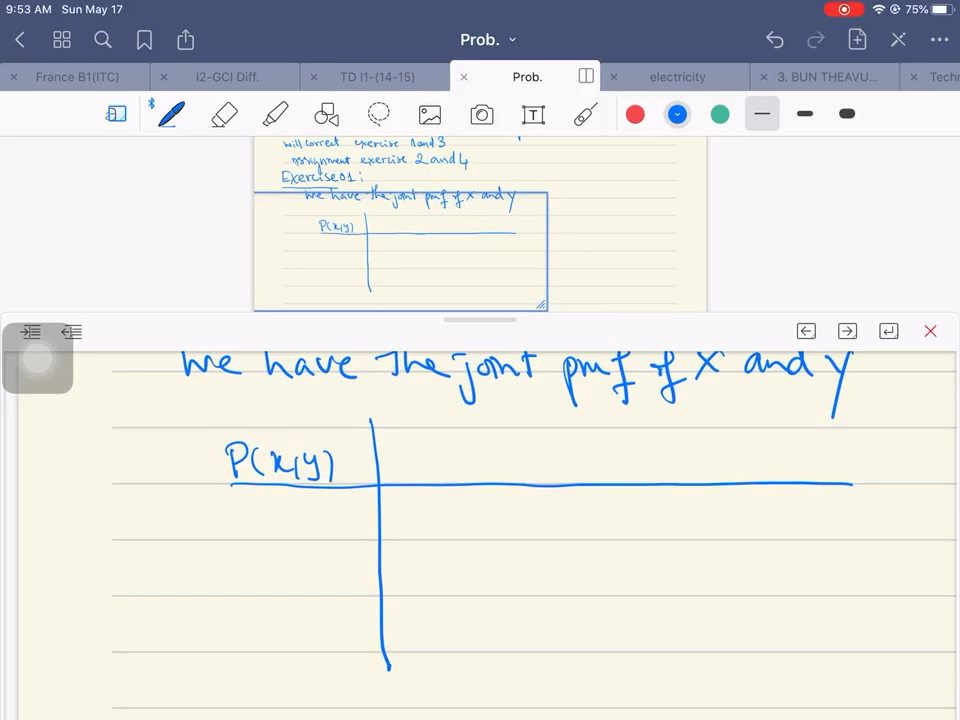 9:53 AM Sun May 17
75%
Prob.
France B1(ITC)
I2-GCI Diff.
TD I1-(14-15)
Prob.
electricity
3. BUN THEAVU...
Techn
will correct exercise 1 and 3
assignment exercise 2 and 4
Exercise 01:
we have the joint pmf of X and y
P(x,y)
we have the joint pmf of X and y
P(x,y)